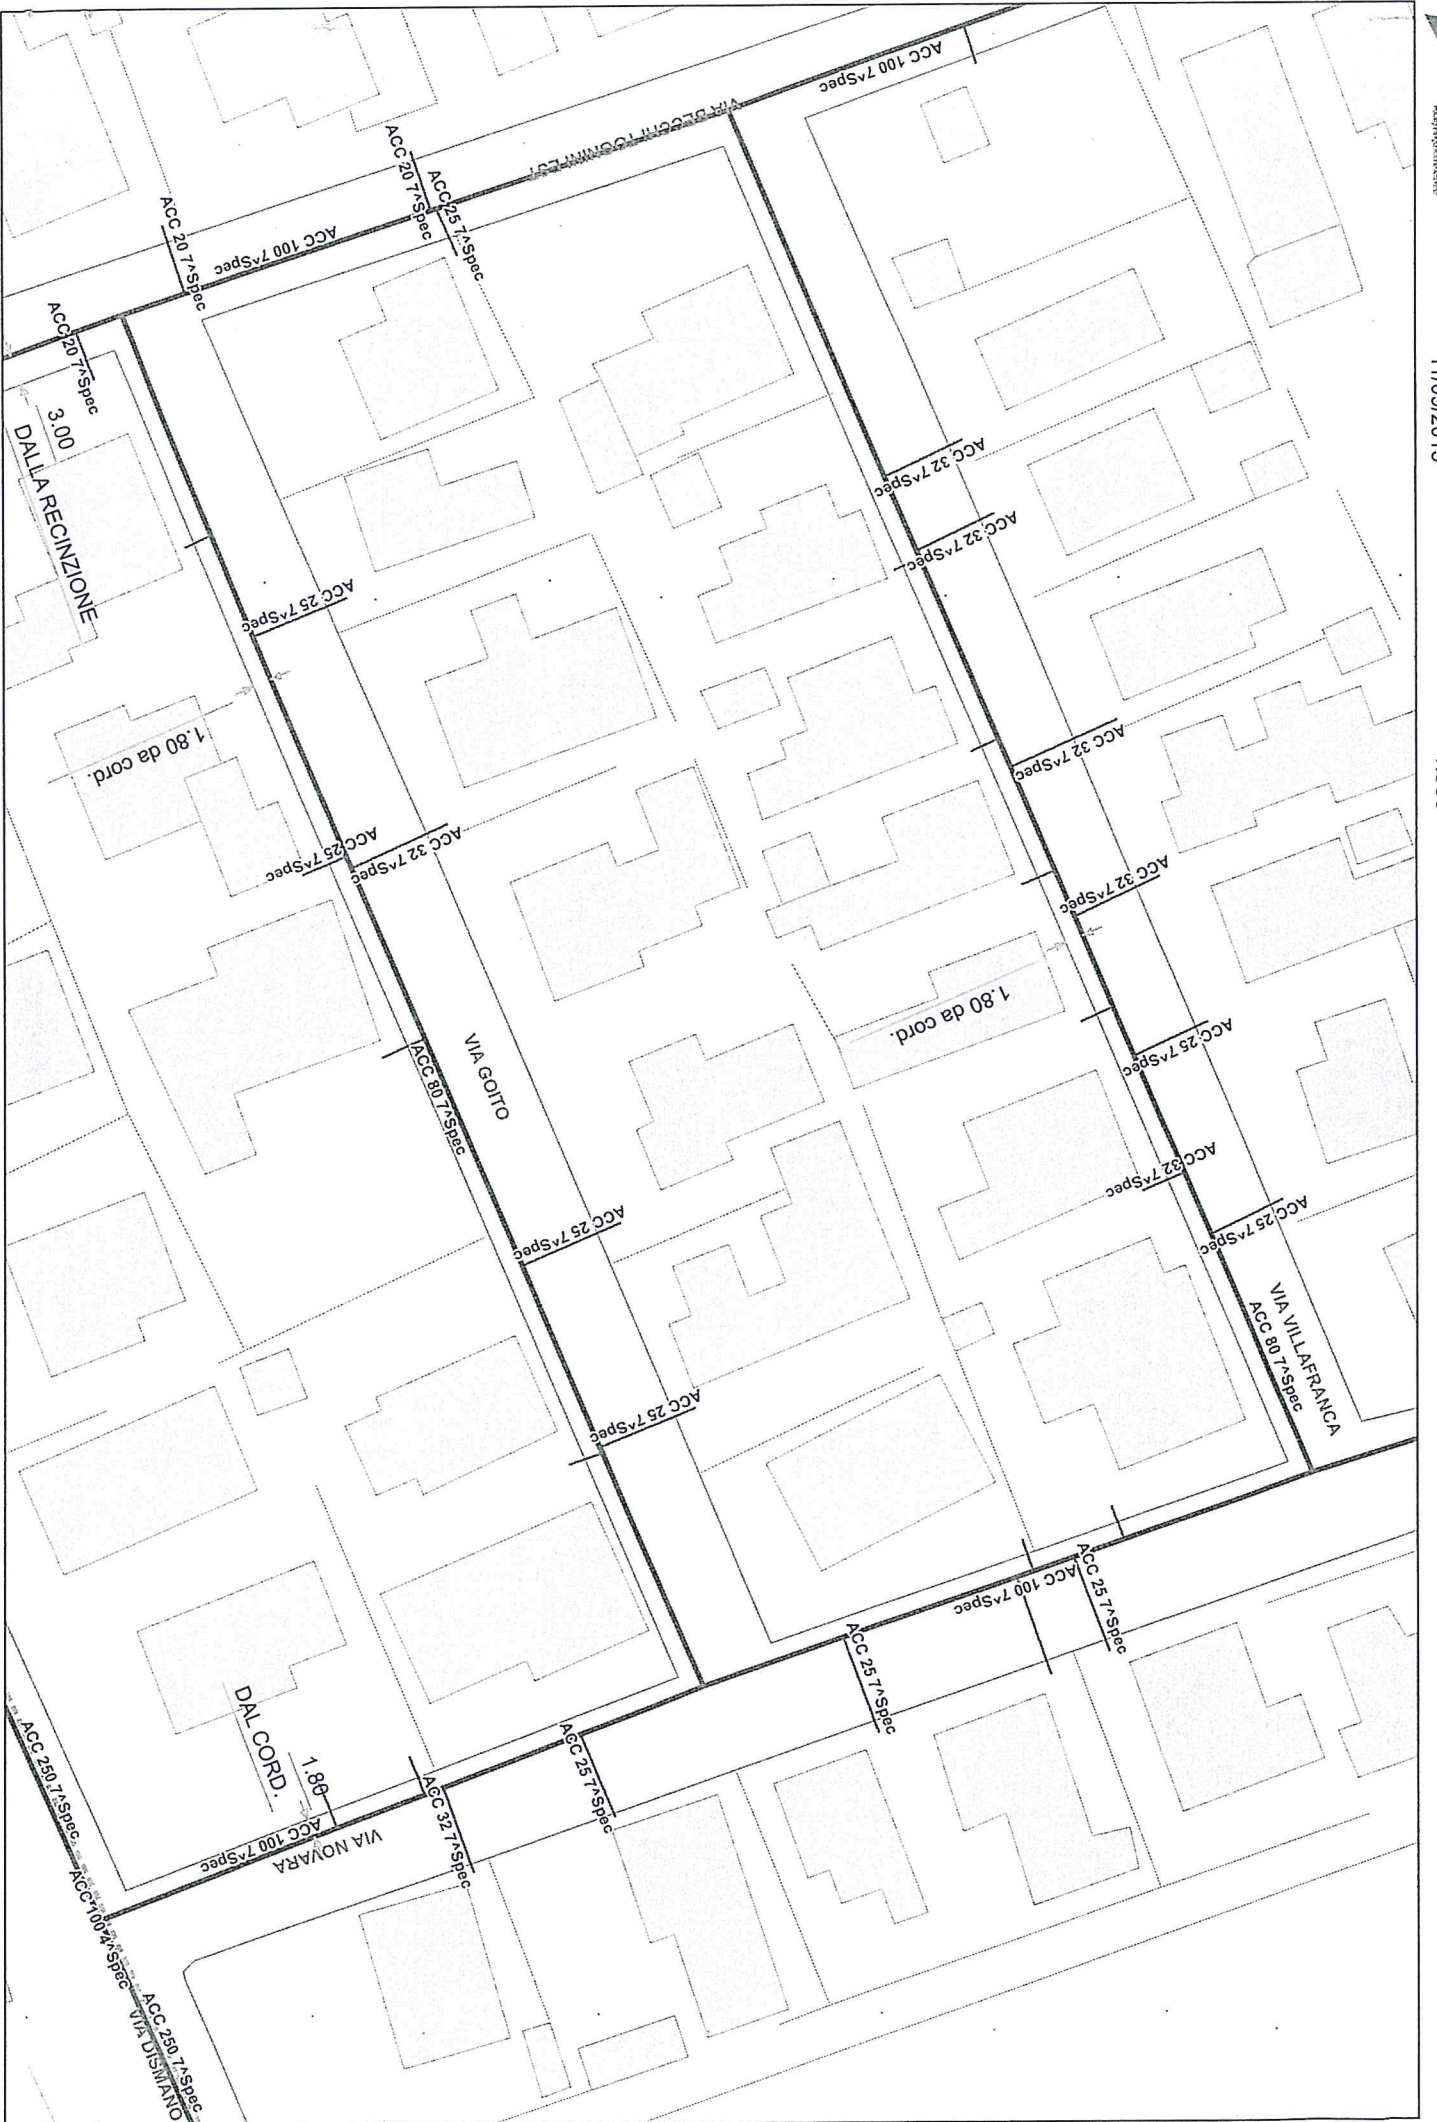 ACC 100 7^Spec
ACC 20 7^Spec
ACC 25 7^Spec
ACC 20 7^Spec
ACC 100 7^Spec
ACC 20 7^Spec
3.00
DALLA RECINZIONE
ACC 32 7^Spec
ACC 32 7^Spec
ACC 25 7^Spec
1.80 da cord.
ACC 32 7^Spec
ACC 25 7^Spec
ACC 32 7^Spec
ACC 32 7^Spec
1.80 da cord.
VIA GOITO
ACC 80 7^Spec
ACC 25 7^Spec
ACC 32 7^Spec
ACC 25 7^Spec
ACC 25 7^Spec
VIA VILLAFRANCA
ACC 80 7^Spec
ACC 25 7^Spec
ACC 25 7^Spec
ACC 100 7^Spec
ACC 25 7^Spec
DAL CORD.
1.80
ACC 25 7^Spec
ACC 32 7^Spec
ACC 100 7^Spec
VIA NOVARA
ACC 250 7^Spec
ACC 100 4^Spec
ACC 250 7^Spec
VIA DISMANO